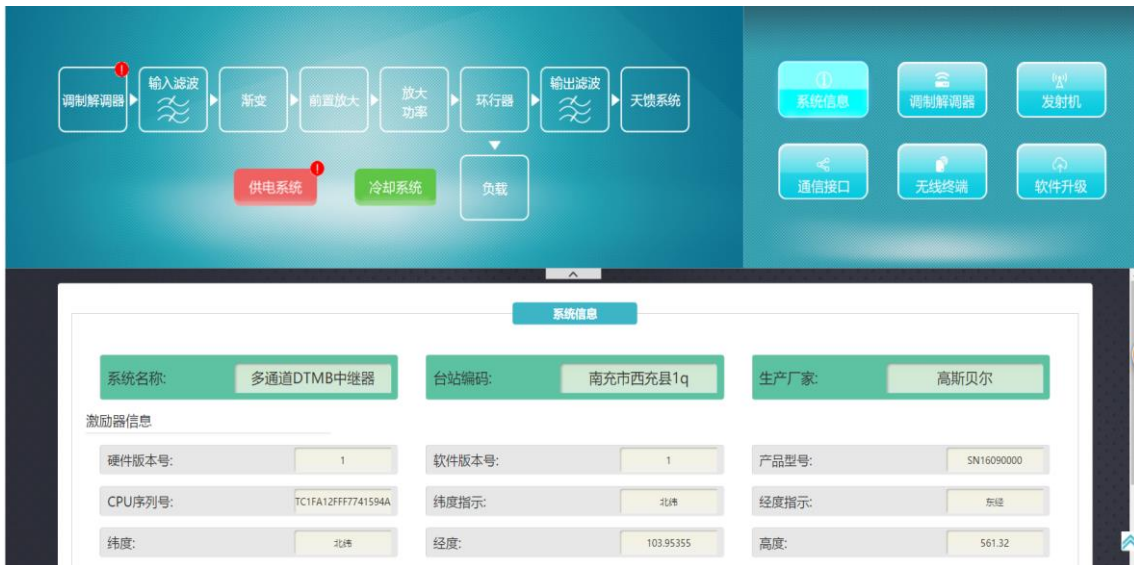 调制解调器
输入滤波
渐变
前置放大
放大
功率
环行器
输出滤波
天馈系统
供电系统
冷却系统
负载
系统信息
调制解调器
发射机
通信接口
无线终端
软件升级
系统信息
系统名称: 多通道DTMB中继器 台站编码: 南充市西充县1q 生产厂家: 高斯贝尔
激励器信息
硬件版本号: 1 软件版本号: 1 产品型号: SN16090000
CPU序列号: TC1FA12FFF7741594A 纬度指示: 北纬 经度指示: 东经
纬度: 北纬 经度: 103.95355 高度: 561.32